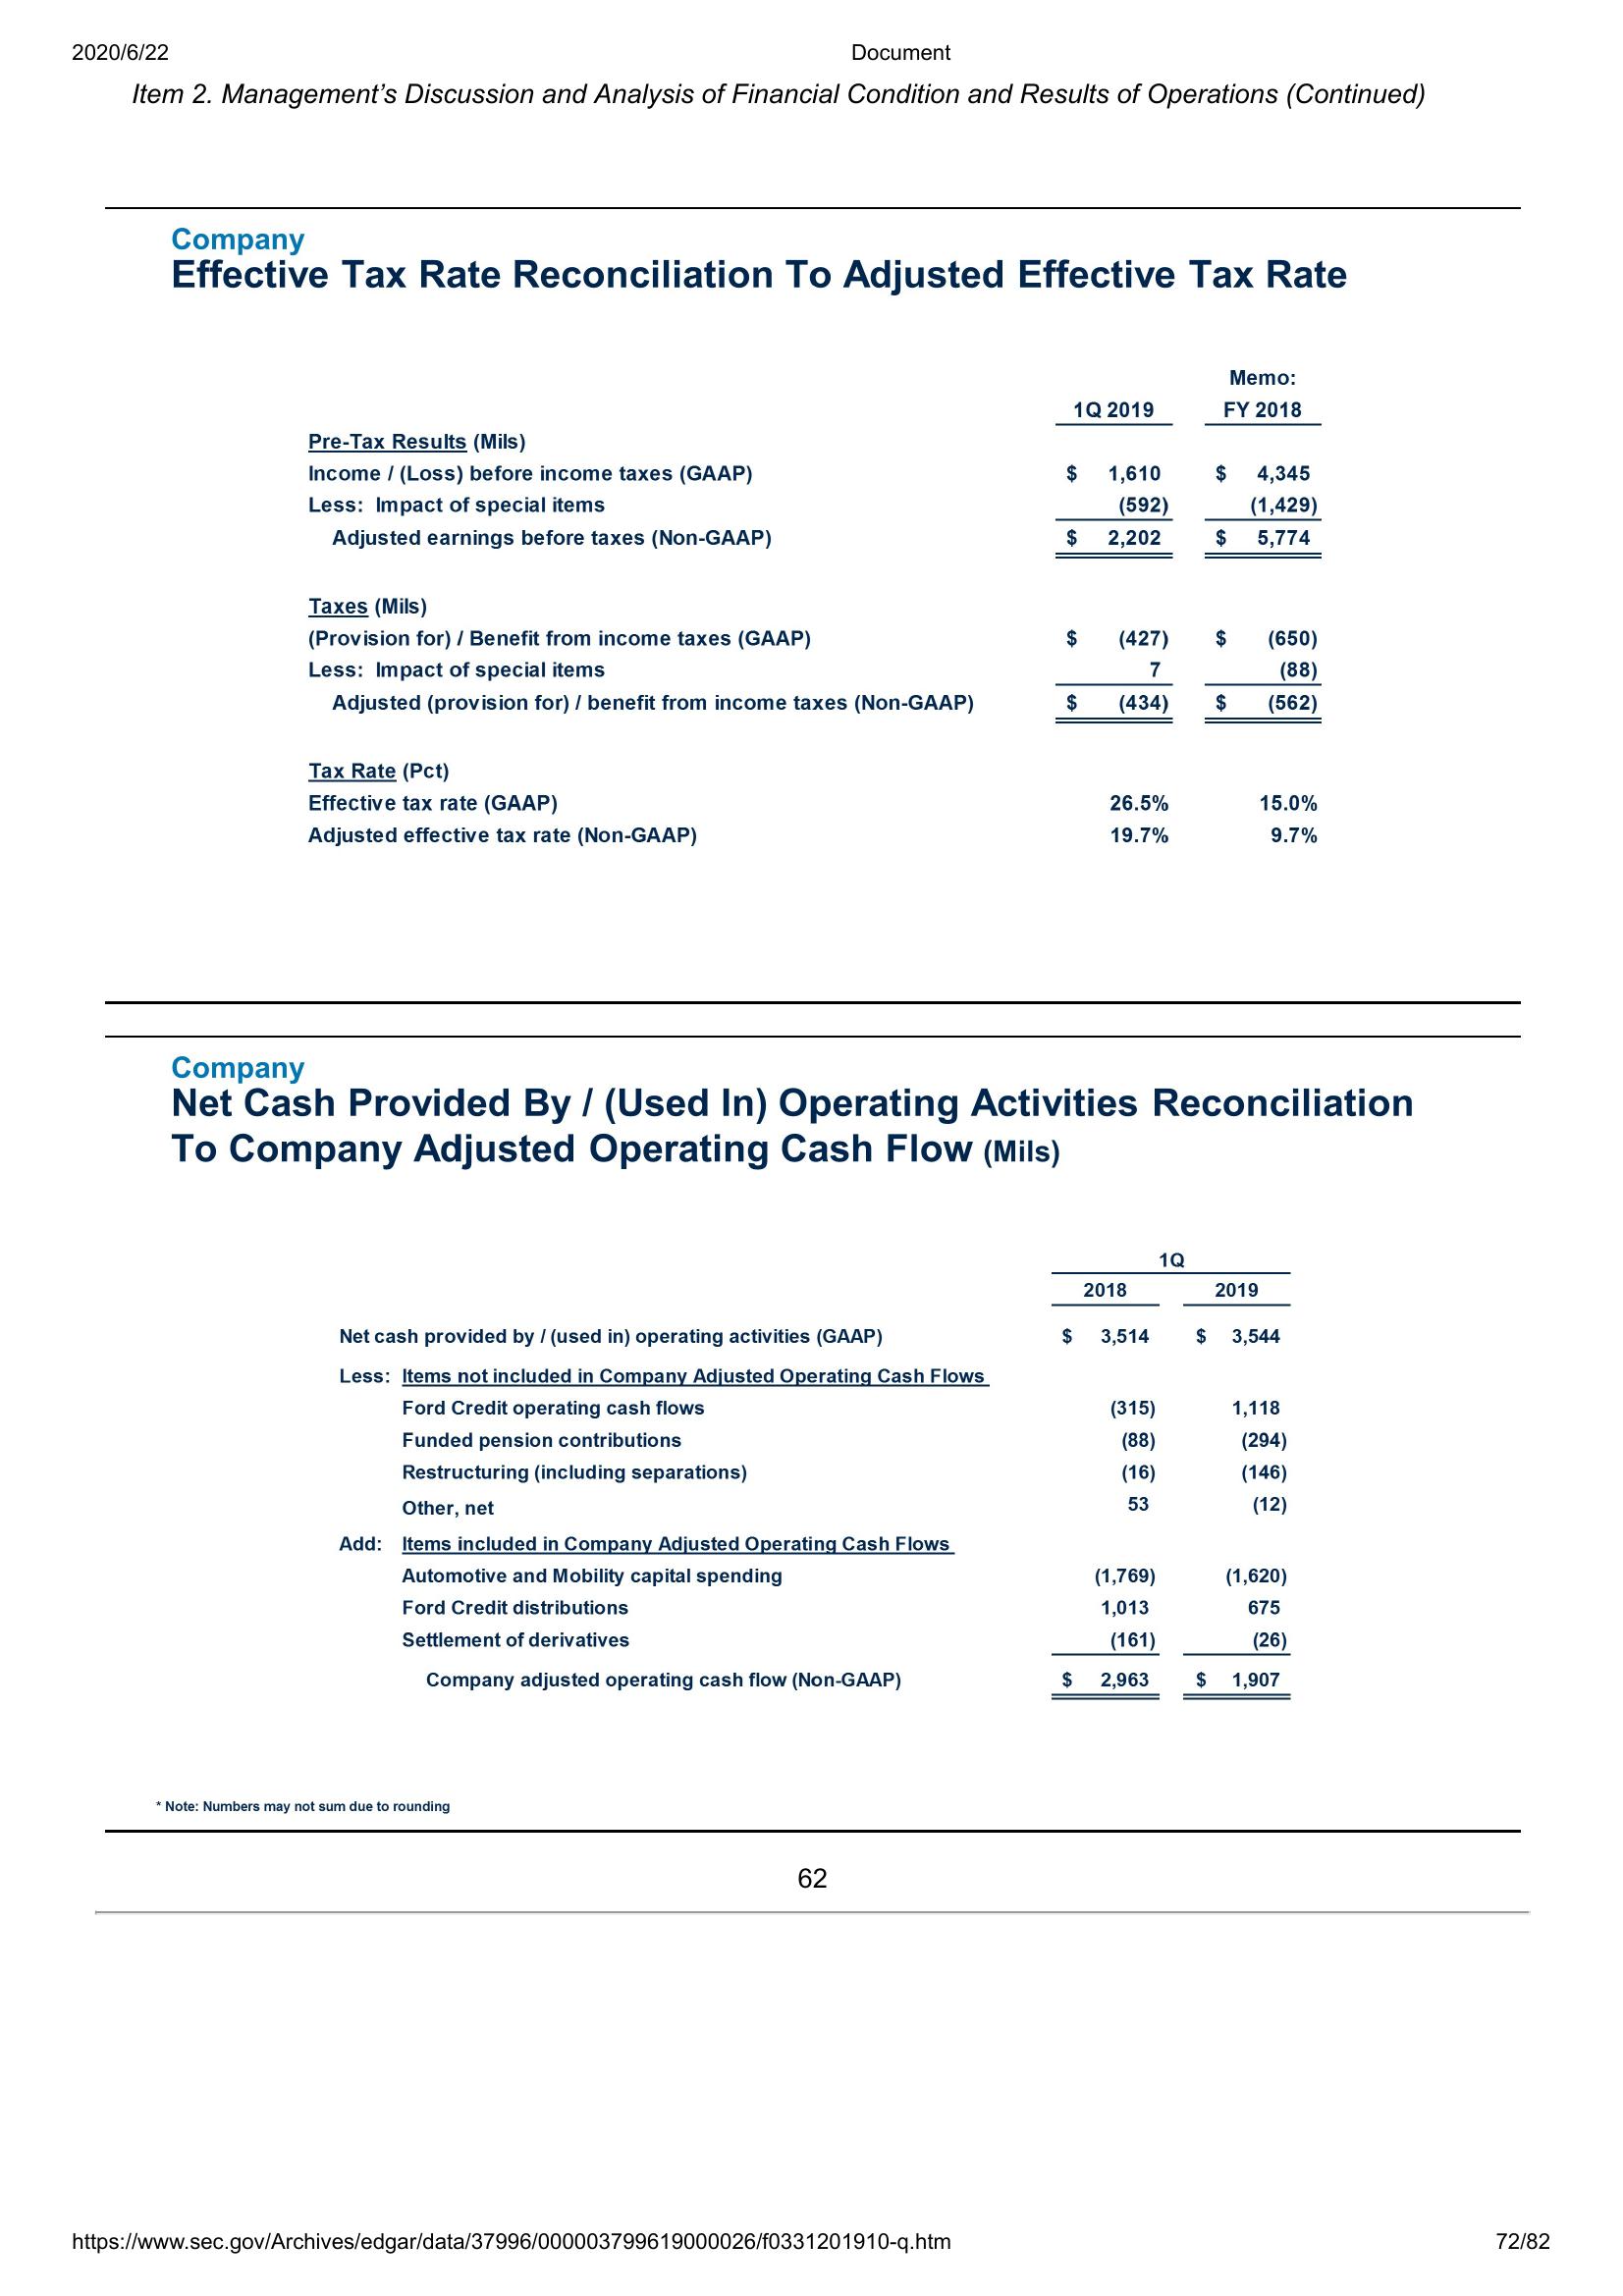 2020/6/22 Document
Item 2. Management’s Discussion and Analysis of Financial Condition and Results of Operations (Continued)
Company
Effective Tax Rate Reconciliation To Adjusted Effective Tax Rate
Memo:
1Q 2019 FY 2018
Pre-Tax Results (Mils)
Income / (Loss) before income taxes (GAAP) $ 1,610 $ 4,345
Less: Impact of special items (592) (1,429)
Adjusted earnings before taxes (Non-GAAP) $ 2,202 $ 5,774
Taxes (Mils)
(Provision for) / Benefit from income taxes (GAAP) $ (427) $ (650)
Less: Impact of special items 7 (88)
Adjusted (provision for) / benefit from income taxes (Non-GAAP) $ (434) $ (562)
Tax Rate (Pct)
Effective tax rate (GAAP) 26.5% 15.0%
Adjusted effective tax rate (Non-GAAP) 19.7% 9.7%
Company
Net Cash Provided By / (Used In) Operating Activities Reconciliation
To Company Adjusted Operating Cash Flow (Mils)
1Q
2018 2019
Net cash provided by / (used in) operating activities (GAAP) $ 3,514 $ 3,544
Less: Items not included in Company Adjusted Operating Cash Flows
Ford Credit operating cash flows (315) 1,118
Funded pension contributions (88) (294)
Restructuring (including separations) (16) (146)
Other, net 53 (12)
Add: Items included in Company Adjusted Operating Cash Flows
Automotive and Mobility capital spending (1,769) (1,620)
Ford Credit distributions 1,013 675
Settlement of derivatives (161) (26)
Company adjusted operating cash flow (Non-GAAP) $ 2,963 $ 1,907
* Note: Numbers may not sum due to rounding
62
https://www.sec.gov/Archives/edgar/data/37996/000003799619000026/f0331201910-q.htm 72/82